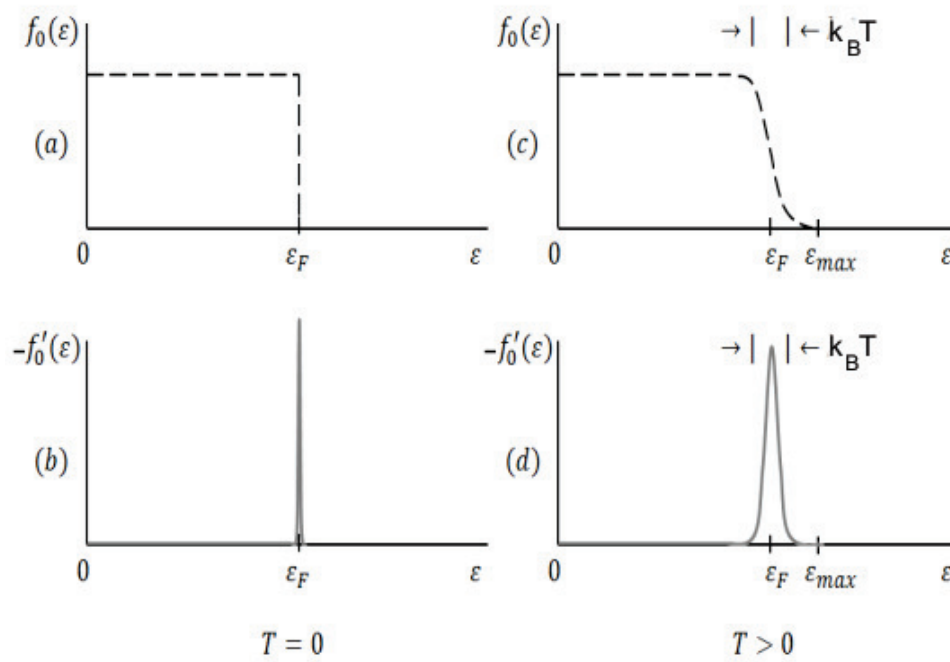 f₀(ε)
(a)
0 ε_F ε
f₀(ε) → | | ← k_BT
(c)
0 ε_F ε_max ε
–f₀′(ε)
(b)
0 ε_F ε
–f₀′(ε) → | | ← k_BT
(d)
0 ε_F ε_max ε
T = 0
T > 0